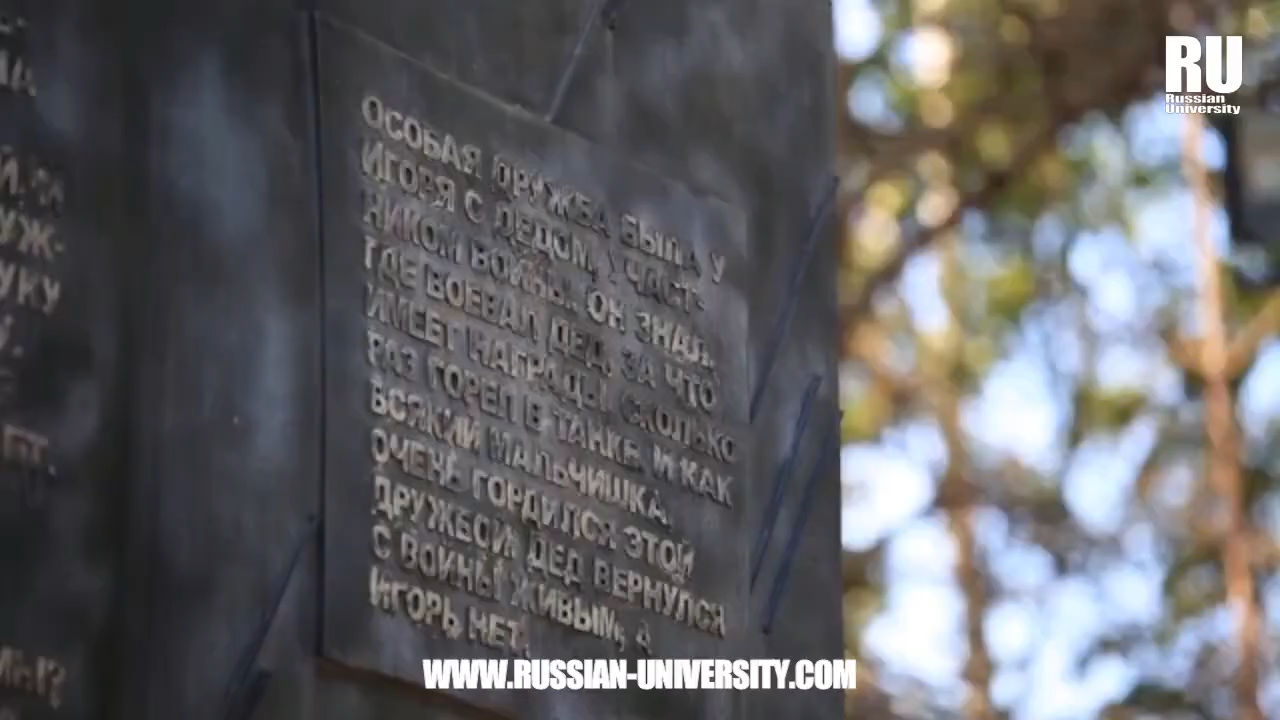 RU
Russian
University
ОСОБАЯ ДРУЖБА БЫЛА У
ИГОРЯ С ДЕДОМ, УЧАСТ-
НИКОМ ВОЙНЫ. ОН ЗНАЛ,
ГДЕ ВОЕВАЛ ДЕД, ЗА ЧТО
ИМЕЕТ НАГРАДЫ, СКОЛЬКО
РАЗ ГОРЕЛ В ТАНКЕ. И КАК
ВСЯКИЙ МАЛЬЧИШКА,
ОЧЕНЬ ГОРДИЛСЯ ЭТОЙ
ДРУЖБОЙ. ДЕД ВЕРНУЛСЯ
С ВОЙНЫ ЖИВЫМ, А
ИГОРЬ НЕТ.
WWW.RUSSIAN-UNIVERSITY.COM